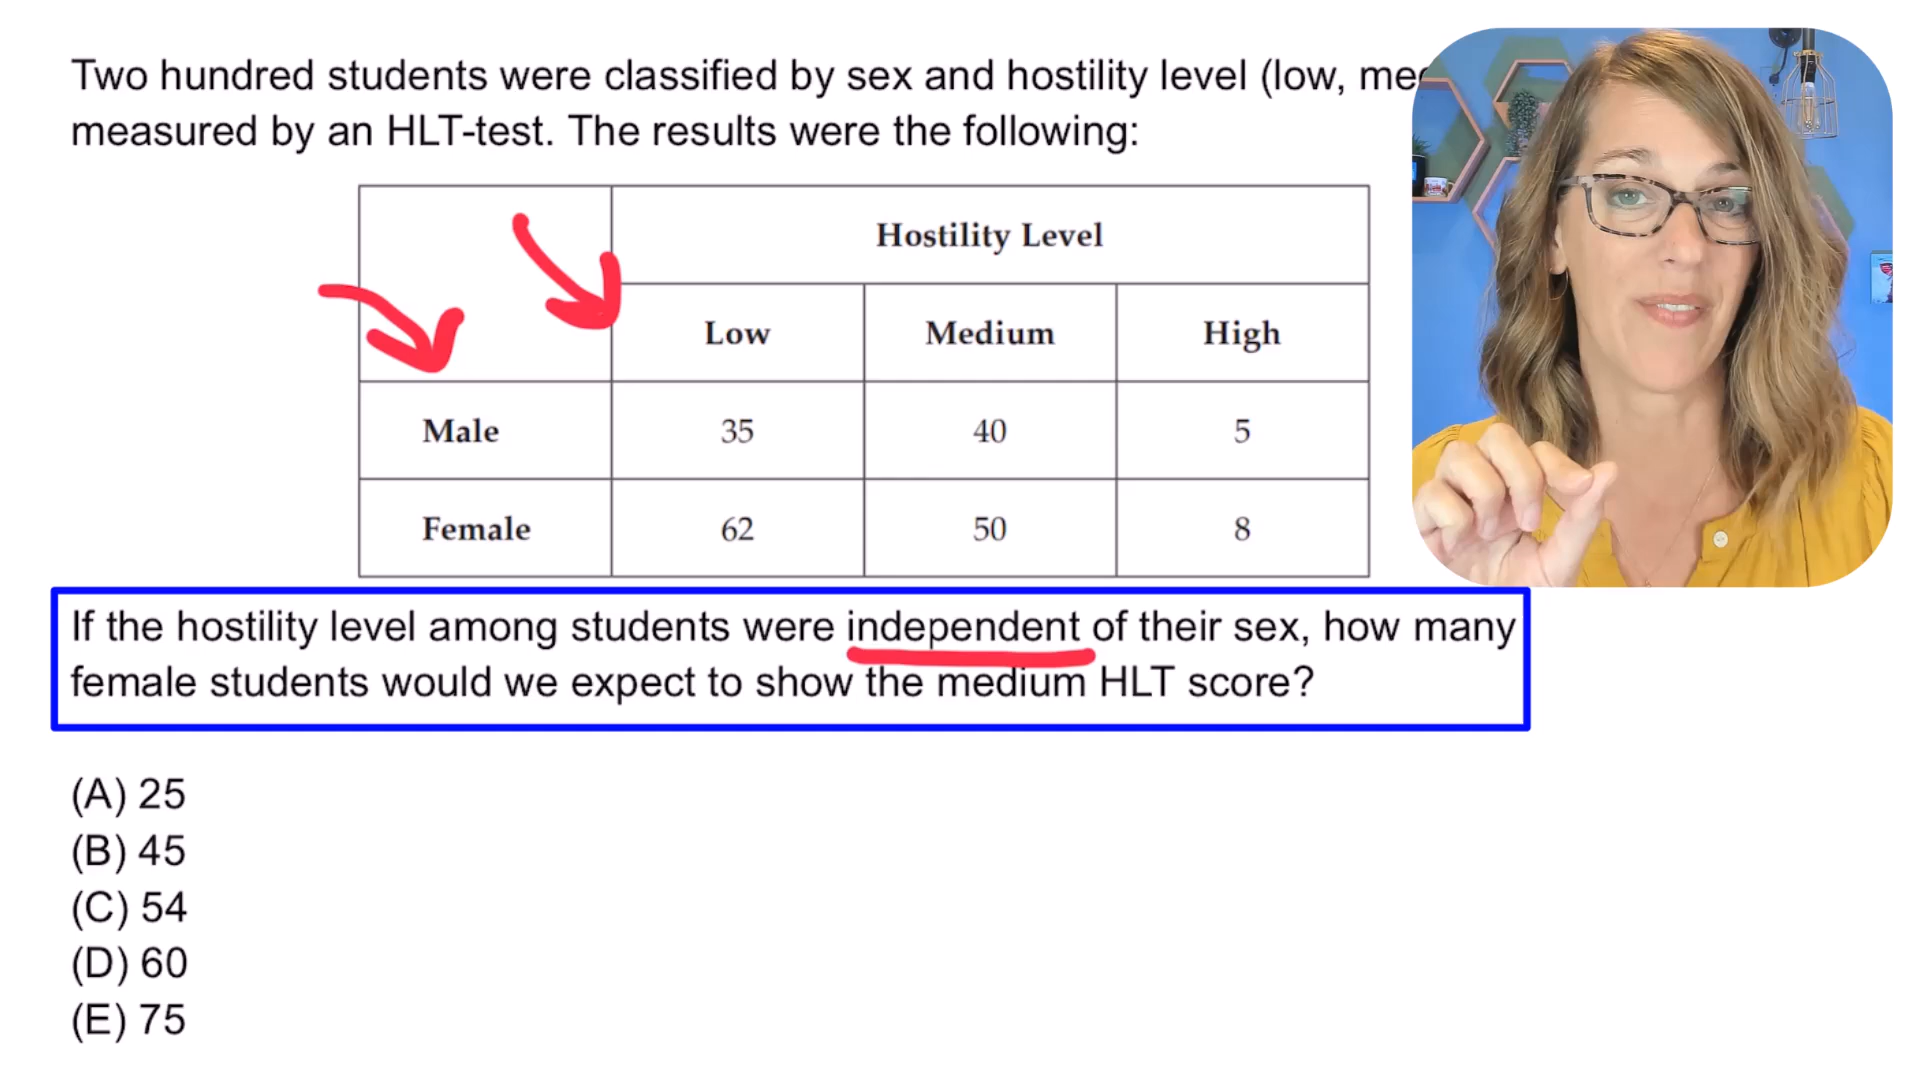 Two hundred students were classified by sex and hostility level (low,
measured by an HLT-test. The results were the following:
Hostility Level
Low Medium High
Male 35 40 5
Female 62 50 8
If the hostility level among students were independent of their sex, how many
female students would we expect to show the medium HLT score?
(A) 25
(B) 45
(C) 54
(D) 60
(E) 75